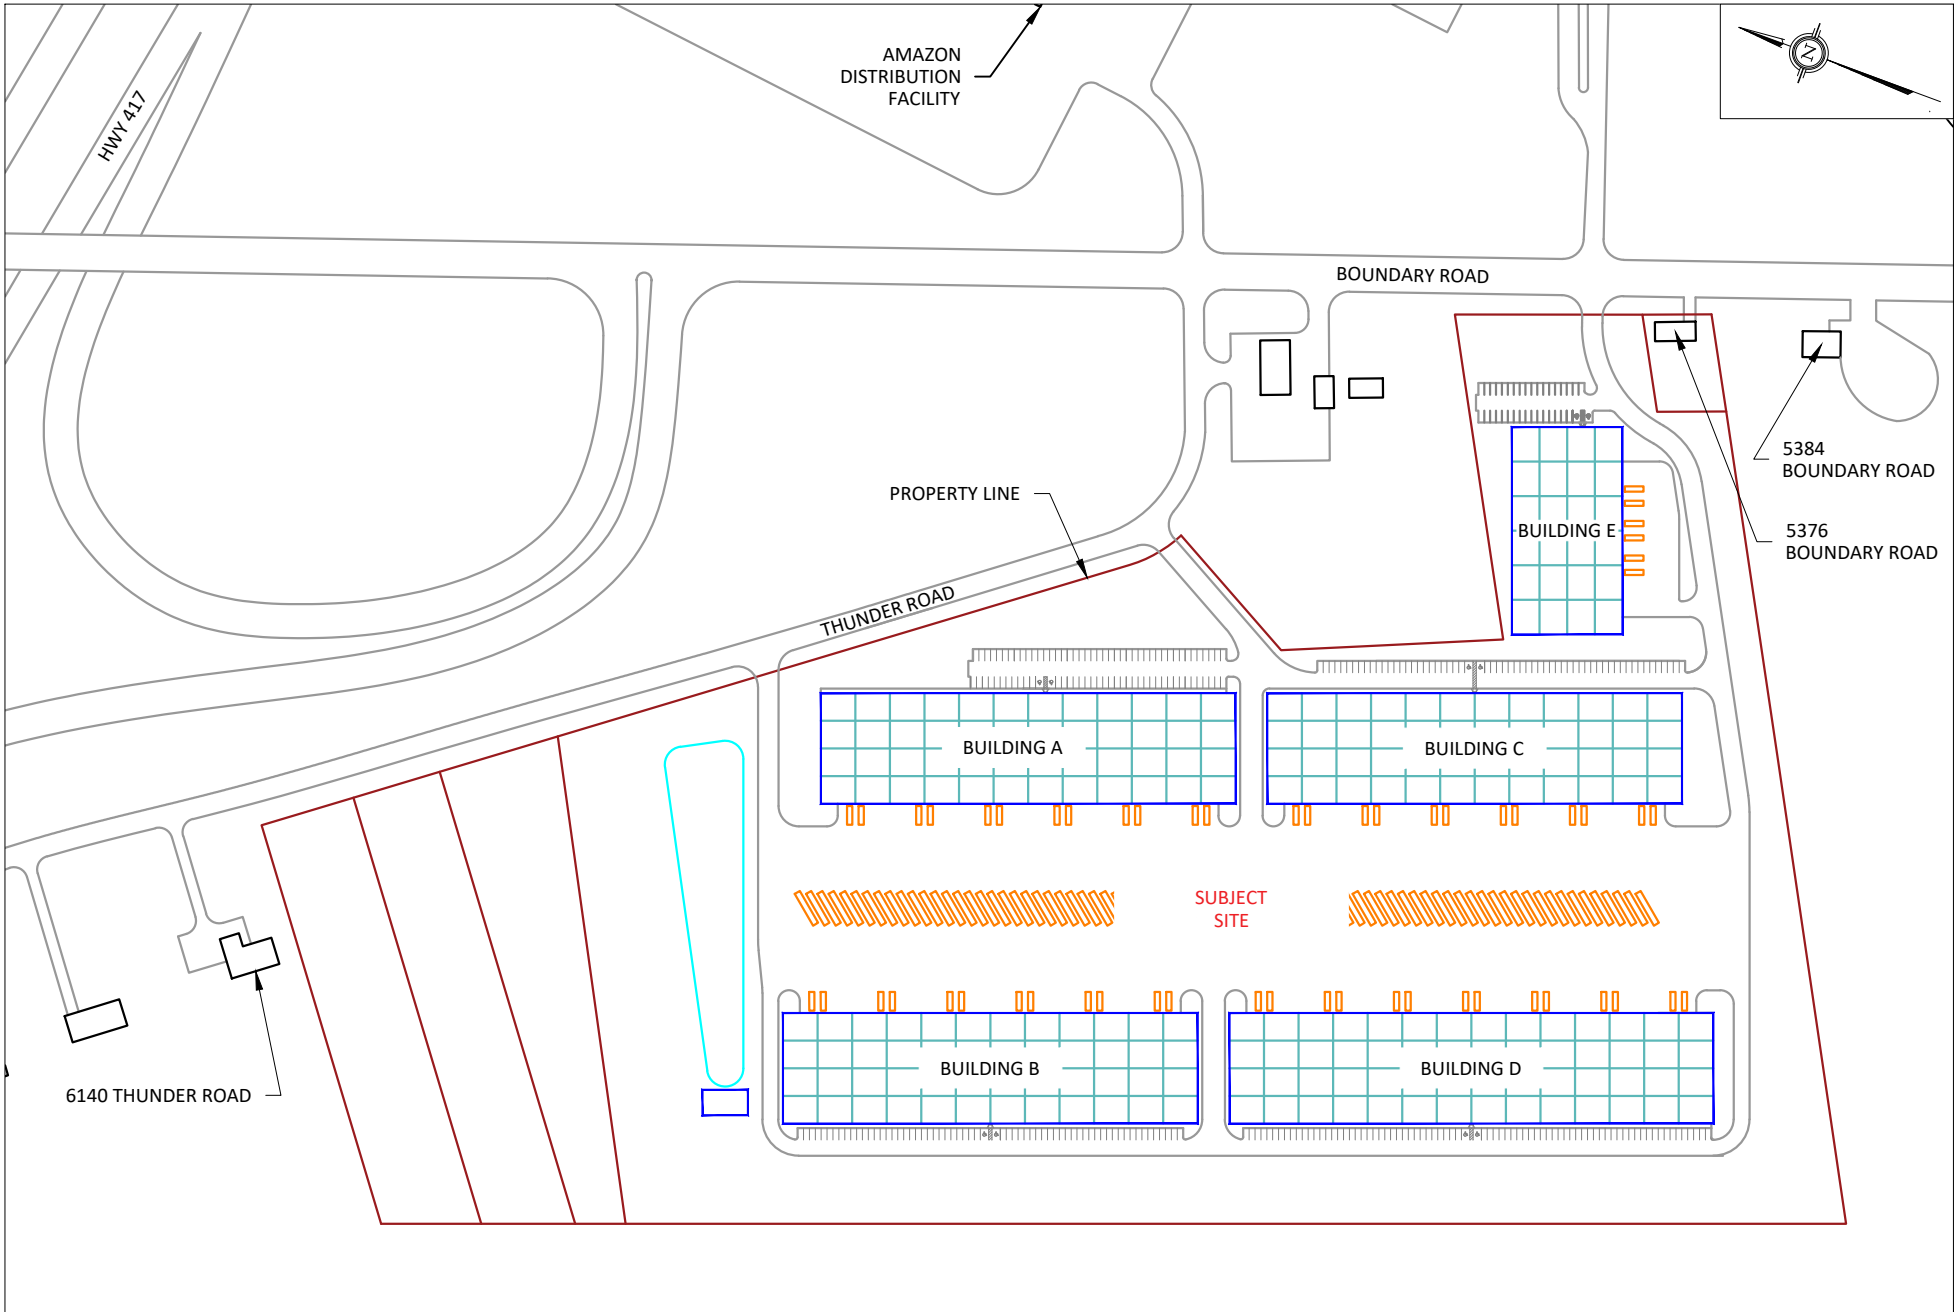 AMAZON
DISTRIBUTION
FACILITY
N
HWY 417
BOUNDARY ROAD
5384
BOUNDARY ROAD
PROPERTY LINE
BUILDING E
5376
BOUNDARY ROAD
THUNDER ROAD
BUILDING A
BUILDING C
SUBJECT
SITE
BUILDING B
BUILDING D
6140 THUNDER ROAD